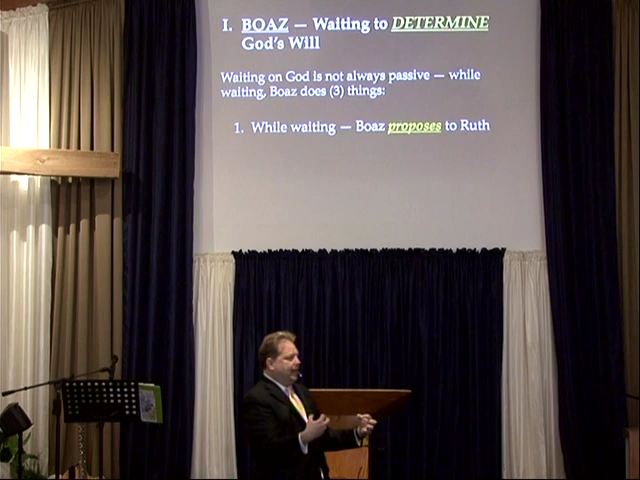 I. BOAZ — Waiting to DETERMINE
God's Will
Waiting on God is not always passive — while
waiting, Boaz does (3) things:
1. While waiting — Boaz proposes to Ruth